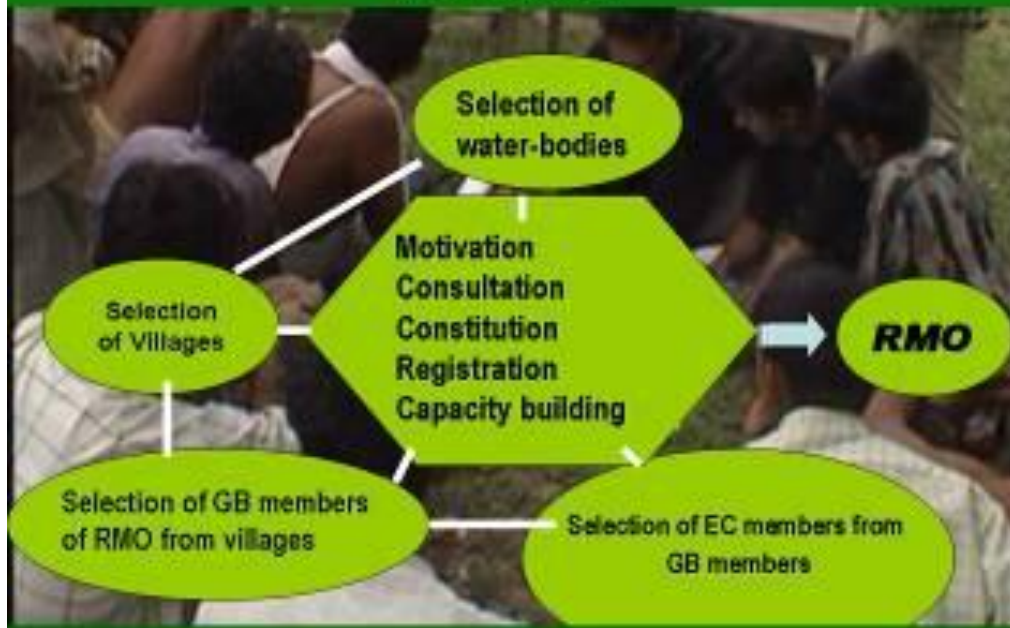 Selection of
water-bodies
Motivation
Consultation
Constitution
Registration
Capacity building
Selection
of Villages
RMO
Selection of GB members
of RMO from villages
Selection of EC members from
GB members